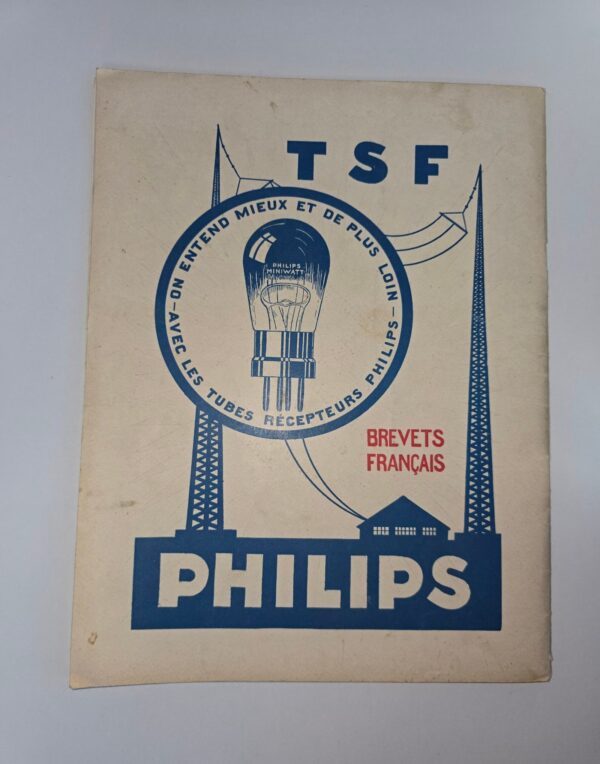 TSF
ON ENTEND MIEUX ET DE PLUS LOIN -
AVEC LES TUBES RÉCEPTEURS PHILIPS -
PHILIPS
MINIWATT
BREVETS
FRANÇAIS
PHILIPS